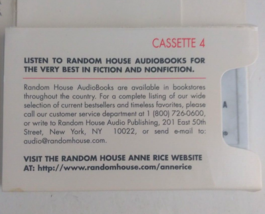 CASSETTE 4
LISTEN TO RANDOM HOUSE AUDIOBOOKS FOR
THE VERY BEST IN FICTION AND NONFICTION.
Random House AudioBooks are available in bookstores
throughout the country. For a complete listing of our wide
selection of current bestsellers and timeless favorites, please
call our customer service department at 1 (800) 726-0600,
or write to Random House Audio Publishing, 201 East 50th
Street, New York, NY 10022, or send e-mail to:
audio@randomhouse.com.
VISIT THE RANDOM HOUSE ANNE RICE WEBSITE
AT: http://www.randomhouse.com/annerice